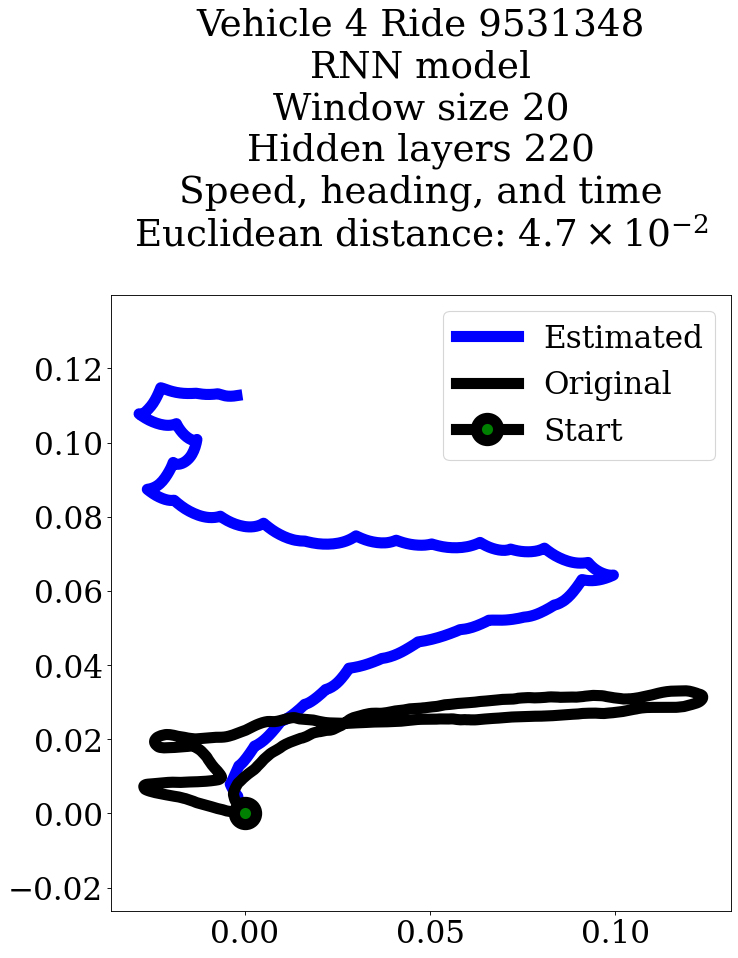 Vehicle 4 Ride 9531348
RNN model
Window size 20
Hidden layers 220
Speed, heading, and time
Euclidean distance: 4.7 × 10⁻²
Estimated
Original
Start
0.12
0.10
0.08
0.06
0.04
0.02
0.00
−0.02
0.00 0.05 0.10